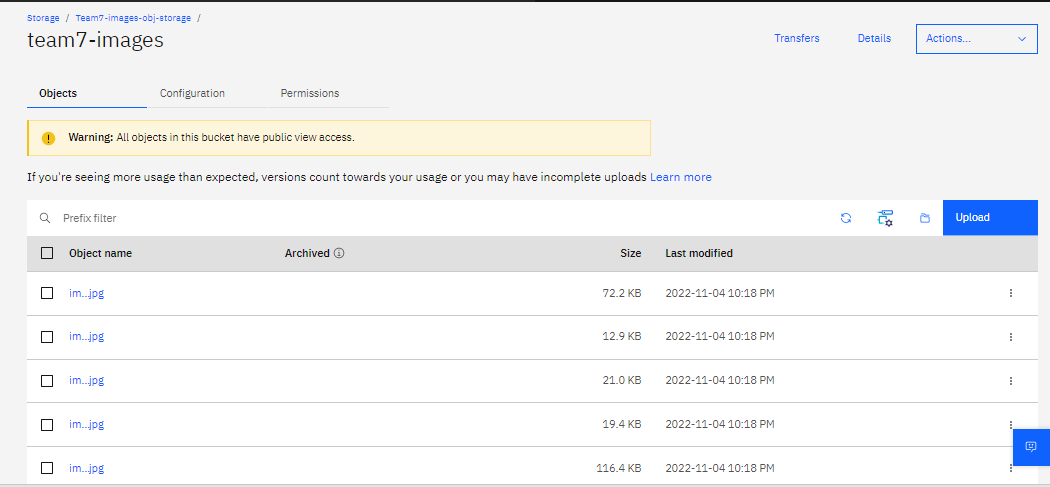 Storage / Team7-images-obj-storage /
team7-images
Transfers Details Actions...
Objects Configuration Permissions
Warning: All objects in this bucket have public view access.
If you're seeing more usage than expected, versions count towards your usage or you may have incomplete uploads Learn more
Prefix filter Upload
Object name Archived Size Last modified
im...jpg 72.2 KB 2022-11-04 10:18 PM
im...jpg 12.9 KB 2022-11-04 10:18 PM
im...jpg 21.0 KB 2022-11-04 10:18 PM
im...jpg 19.4 KB 2022-11-04 10:18 PM
im...jpg 116.4 KB 2022-11-04 10:18 PM